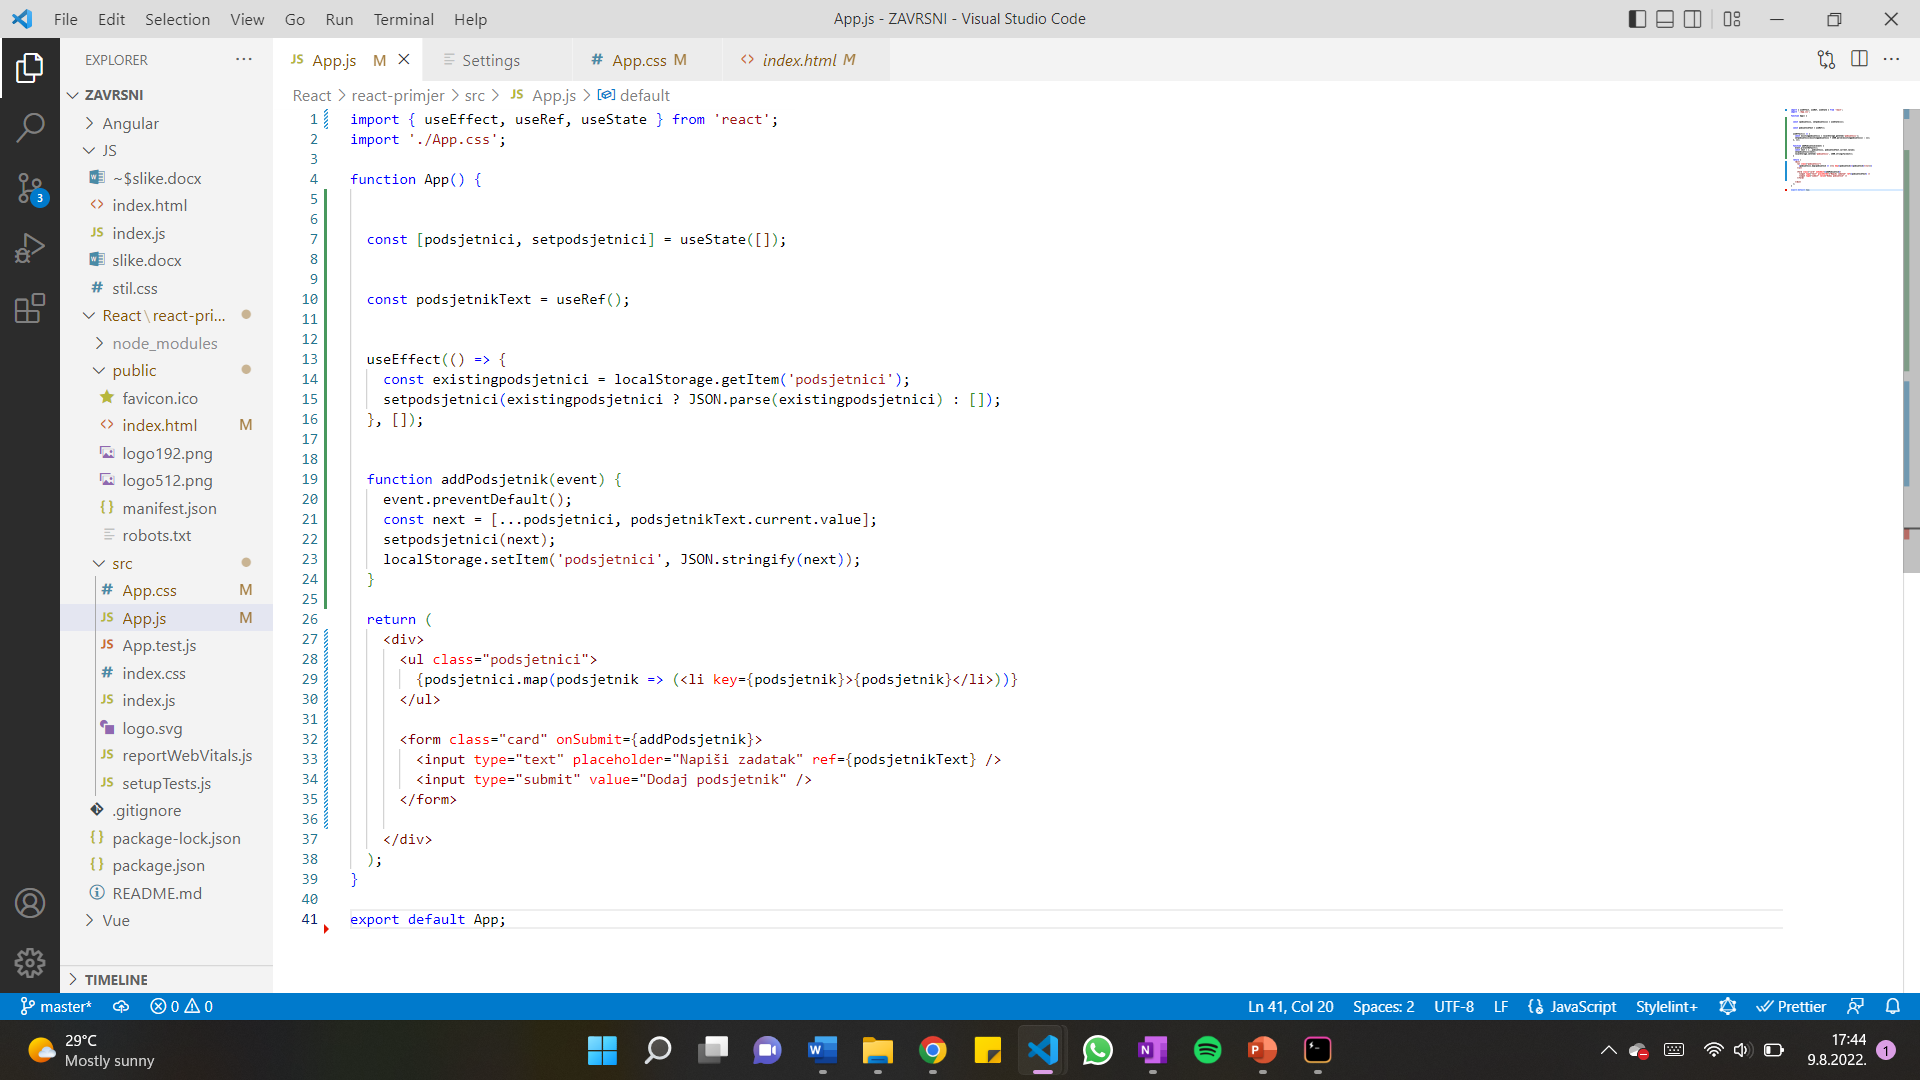 File Edit Selection View Go Run Terminal Help
App.js - ZAVRSNI - Visual Studio Code
EXPLORER
ZAVRSNI
Angular
JS
~$slike.docx
index.html
index.js
slike.docx
stil.css
React\react-pri...
node_modules
public
favicon.ico
index.html M
logo192.png
logo512.png
manifest.json
robots.txt
src
App.css M
App.js M
App.test.js
index.css
index.js
logo.svg
reportWebVitals.js
setupTests.js
.gitignore
package-lock.json
package.json
README.md
Vue
TIMELINE
3
JS App.js M
Settings
# App.css M
<> index.html M
React > react-primjer > src > JS App.js > default
1 import { useEffect, useRef, useState } from 'react';
2 import './App.css';
3
4 function App() {
5
6
7 const [podsjetnici, setpodsjetnici] = useState([]);
8
9
10 const podsjetnikText = useRef();
11
12
13 useEffect(() => {
14 const existingpodsjetnici = localStorage.getItem('podsjetnici');
15 setpodsjetnici(existingpodsjetnici ? JSON.parse(existingpodsjetnici) : []);
16 }, []);
17
18
19 function addPodsjetnik(event) {
20 event.preventDefault();
21 const next = [...podsjetnici, podsjetnikText.current.value];
22 setpodsjetnici(next);
23 localStorage.setItem('podsjetnici', JSON.stringify(next));
24 }
25
26 return (
27 <div>
28 <ul class="podsjetnici">
29 {podsjetnici.map(podsjetnik => (<li key={podsjetnik}>{podsjetnik}</li>))}
30 </ul>
31
32 <form class="card" onSubmit={addPodsjetnik}>
33 <input type="text" placeholder="Napiši zadatak" ref={podsjetnikText} />
34 <input type="submit" value="Dodaj podsjetnik" />
35 </form>
36
37 </div>
38 );
39 }
40
41 export default App;
master* 0 0
Ln 41, Col 20 Spaces: 2 UTF-8 LF {} JavaScript Stylelint+ Prettier
29°C
Mostly sunny
17:44
9.8.2022.
1